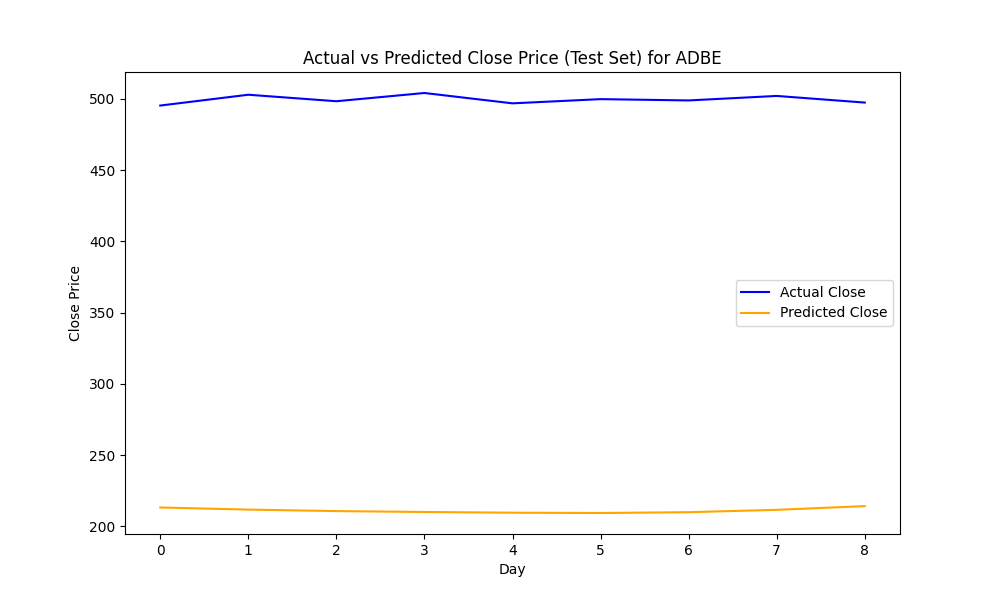 Actual vs Predicted Close Price (Test Set) for ADBE
500
450
400
350
300
250
200
Close Price
Actual Close
Predicted Close
0 1 2 3 4 5 6 7 8
Day